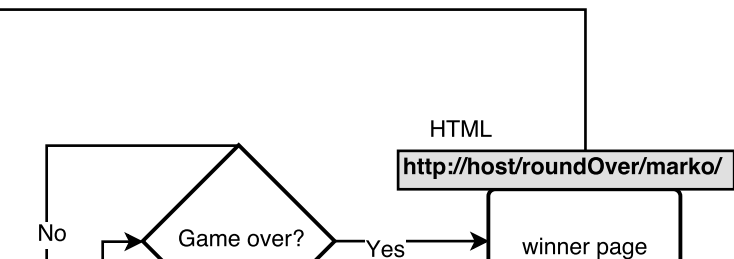 HTML
http://host/roundOver/marko/
No
Game over?
Yes
winner page